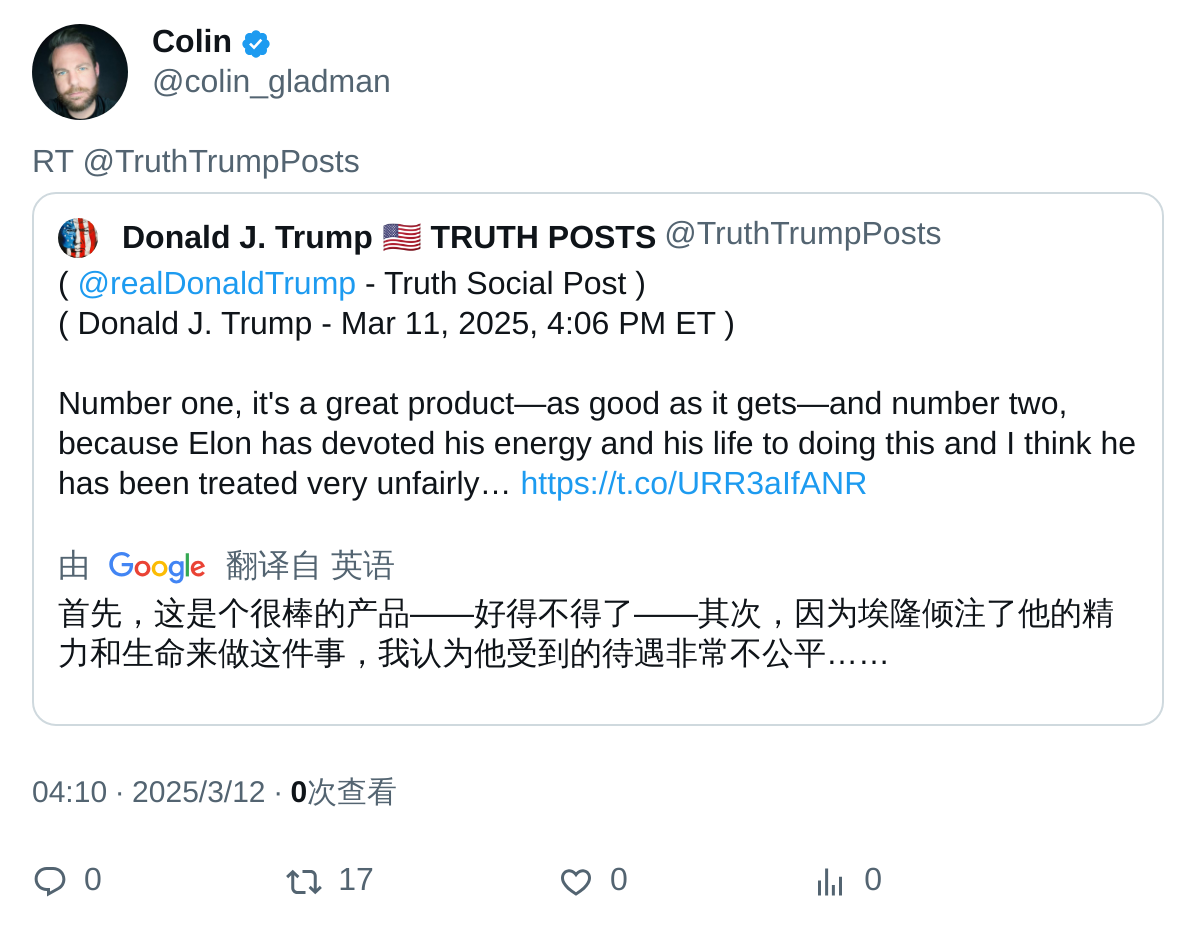 Colin
@colin_gladman
RT @TruthTrumpPosts
Donald J. Trump 🇺🇸 TRUTH POSTS @TruthTrumpPosts
( @realDonaldTrump - Truth Social Post )
( Donald J. Trump - Mar 11, 2025, 4:06 PM ET )
Number one, it's a great product—as good as it gets—and number two,
because Elon has devoted his energy and his life to doing this and I think he
has been treated very unfairly… https://t.co/URR3aIfANR
由 Google 翻译自 英语
首先，这是个很棒的产品——好得不得了——其次，因为埃隆倾注了他的精
力和生命来做这件事，我认为他受到的待遇非常不公平……
04:10 · 2025/3/12 · 0次查看
0 17 0 0